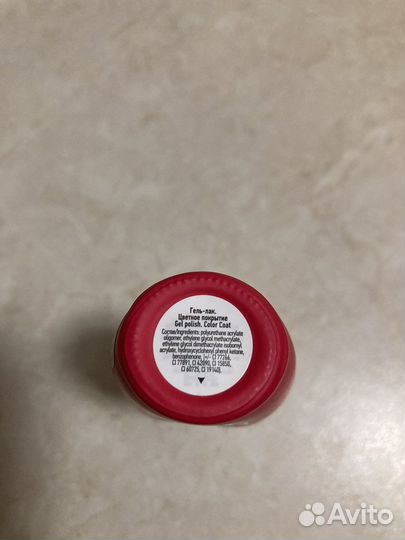 Гель-лак.
Цветное покрытие
Gel polish. Color Coat
Состав/Ingredients: polyurethane acrylate
oligomer, ethylene glycol methacrylate,
ethylene glycol dimethacrylate isobornyl
acrylate, hydroxycyclohenyl phenyl ketone,
benzophenone, (+/- CI 77266,
CI 77891, CI 42090, CI 15850,
CI 60725, CI 19140).
Avito